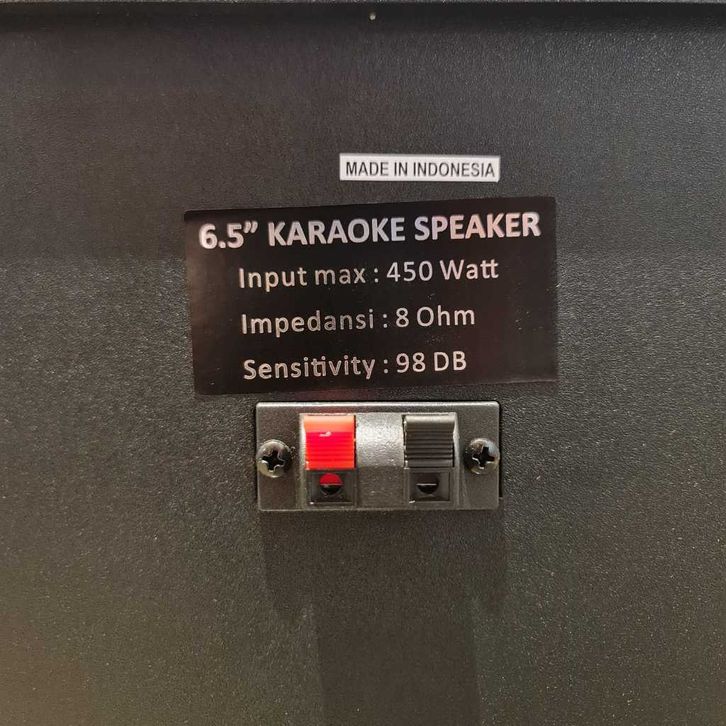 MADE IN INDONESIA
6.5” KARAOKE SPEAKER
Input max : 450 Watt
Impedansi : 8 Ohm
Sensitivity : 98 DB